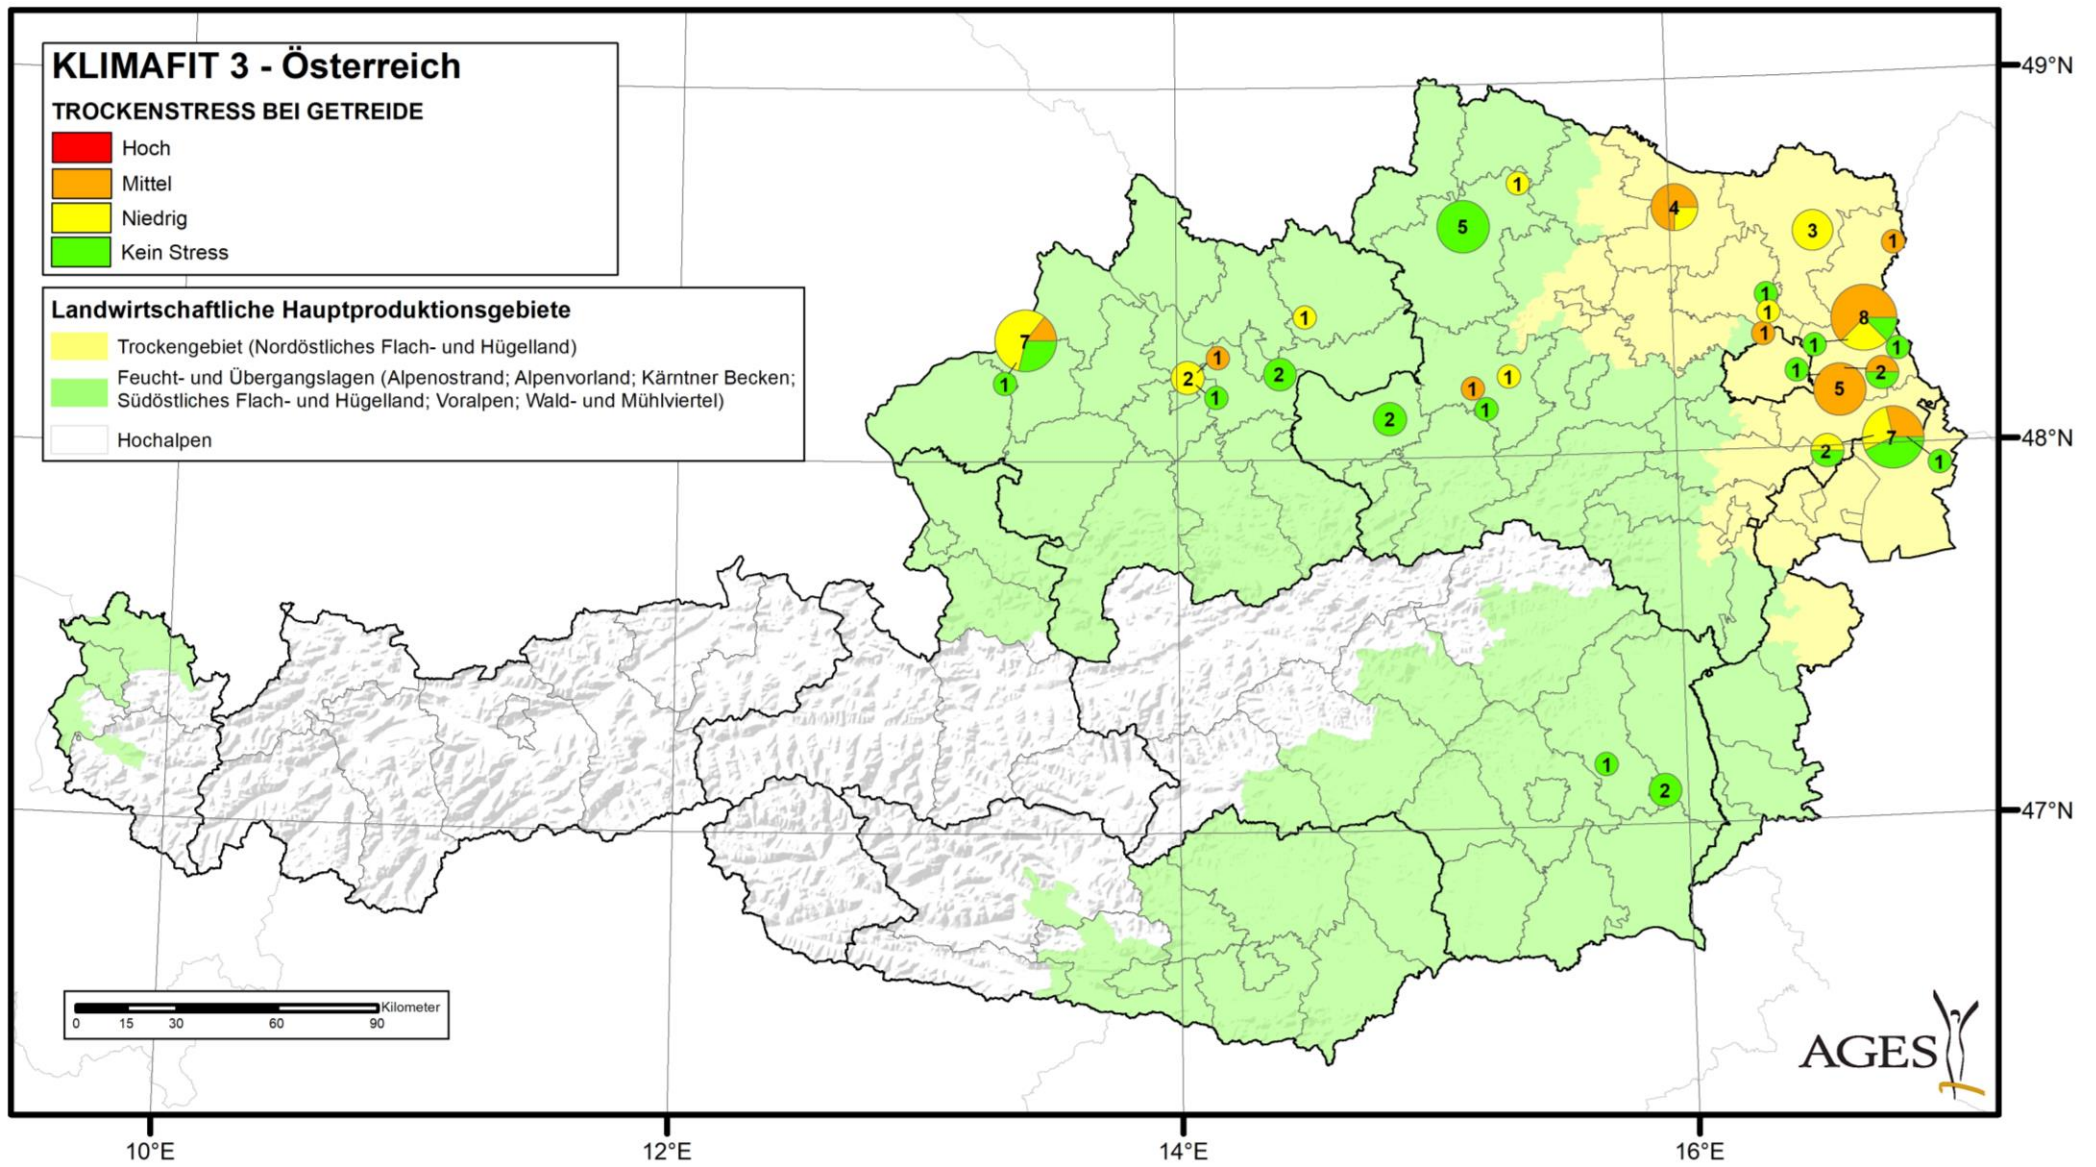 KLIMAFIT 3 - Österreich
TROCKENSTRESS BEI GETREIDE
Hoch
Mittel
Niedrig
Kein Stress
Landwirtschaftliche Hauptproduktionsgebiete
Trockengebiet (Nordöstliches Flach- und Hügelland)
Feucht- und Übergangslagen (Alpenostrand; Alpenvorland; Kärntner Becken;
Südöstliches Flach- und Hügelland; Voralpen; Wald- und Mühlviertel)
Hochalpen
49°N
1
4
5
3
1
1
1
1
8
1
7
1
1
1
1
2
2
1
2
1
5
1
1
1
2
1
7
48°N
2
1
1
2
47°N
Kilometer
0 15 30 60 90
AGES
10°E 12°E 14°E 16°E